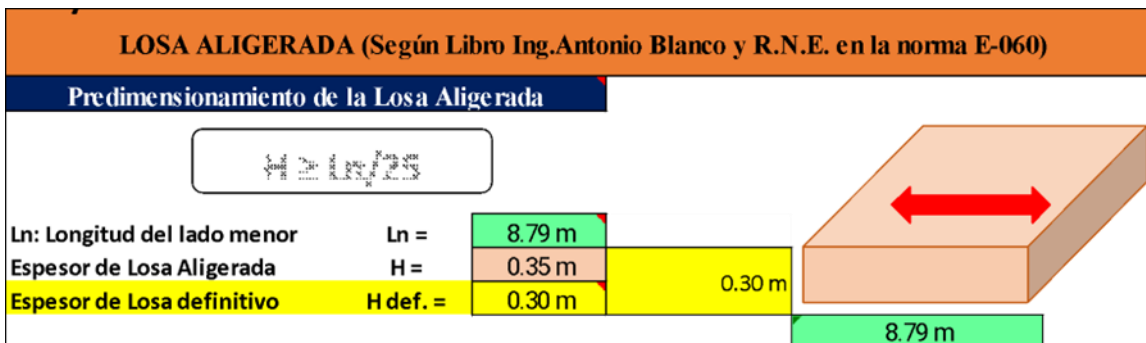 LOSA ALIGERADA (Según Libro Ing.Antonio Blanco y R.N.E. en la norma E-060)
Predimensionamiento de la Losa Aligerada
H ≥ Ln/25
Ln: Longitud del lado menor Ln = 8.79 m
Espesor de Losa Aligerada H = 0.35 m
Espesor de Losa definitivo H def. = 0.30 m
0.30 m
8.79 m